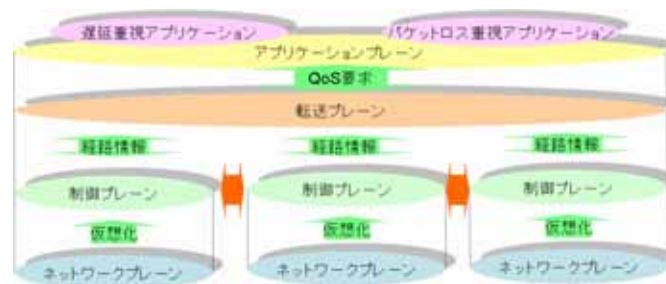 遅延重視アプリケーション
パケットロス重視アプリケーション
アプリケーションプレーン
QoS要求
転送プレーン
経路情報 経路情報 経路情報
制御プレーン 制御プレーン 制御プレーン
仮想化 仮想化 仮想化
ネットワークプレーン ネットワークプレーン ネットワークプレーン